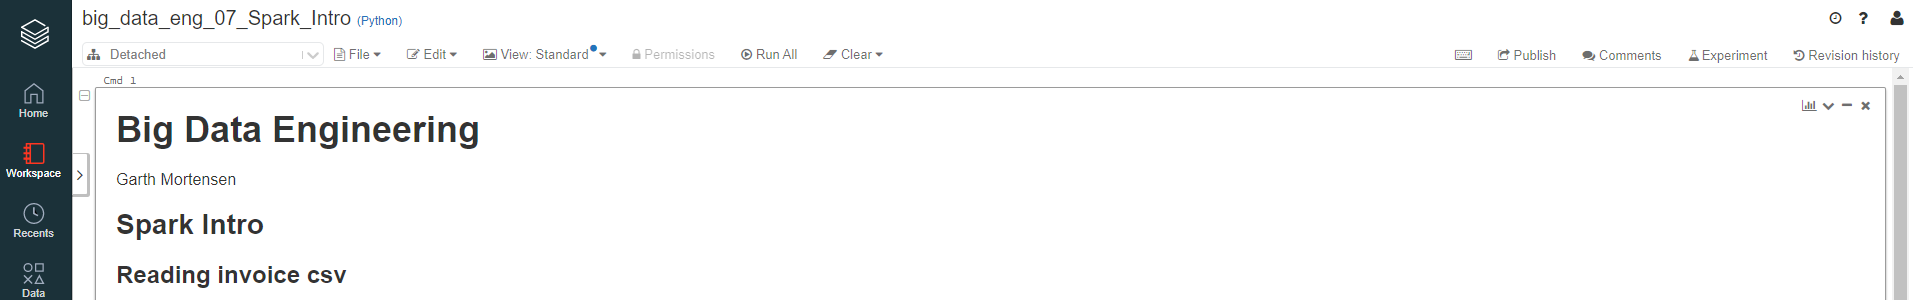 big_data_eng_07_Spark_Intro (Python)
Detached File Edit View: Standard Permissions Run All Clear Publish Comments Experiment Revision history
Cmd 1
Big Data Engineering
Garth Mortensen
Spark Intro
Reading invoice csv
Home
Workspace
Recents
Data